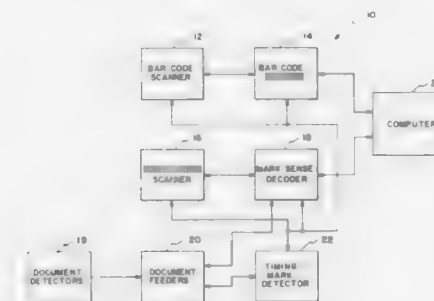 10
12
14
BAR CODE
SCANNER
BAR CODE
COMPUTER
16
18
SCANNER
MARK SENSE
DECODER
19
20
22
DOCUMENT
DETECTORS
DOCUMENT
FEEDERS
TIMING
MARK
DETECTOR